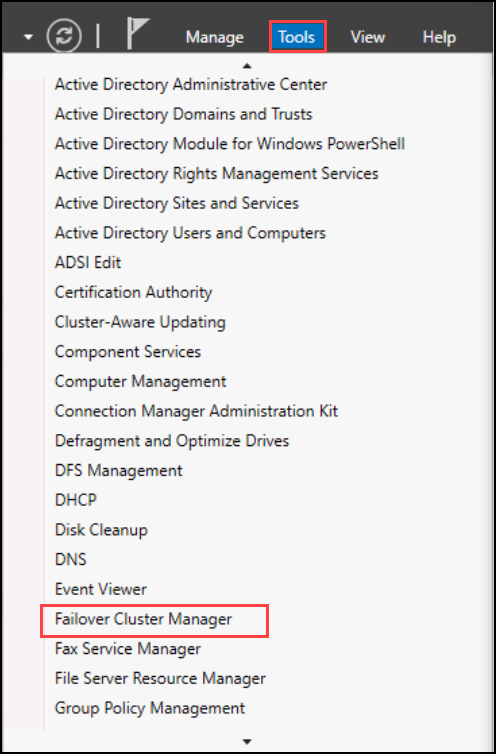 Manage Tools View Help
Active Directory Administrative Center
Active Directory Domains and Trusts
Active Directory Module for Windows PowerShell
Active Directory Rights Management Services
Active Directory Sites and Services
Active Directory Users and Computers
ADSI Edit
Certification Authority
Cluster-Aware Updating
Component Services
Computer Management
Connection Manager Administration Kit
Defragment and Optimize Drives
DFS Management
DHCP
Disk Cleanup
DNS
Event Viewer
Failover Cluster Manager
Fax Service Manager
File Server Resource Manager
Group Policy Management